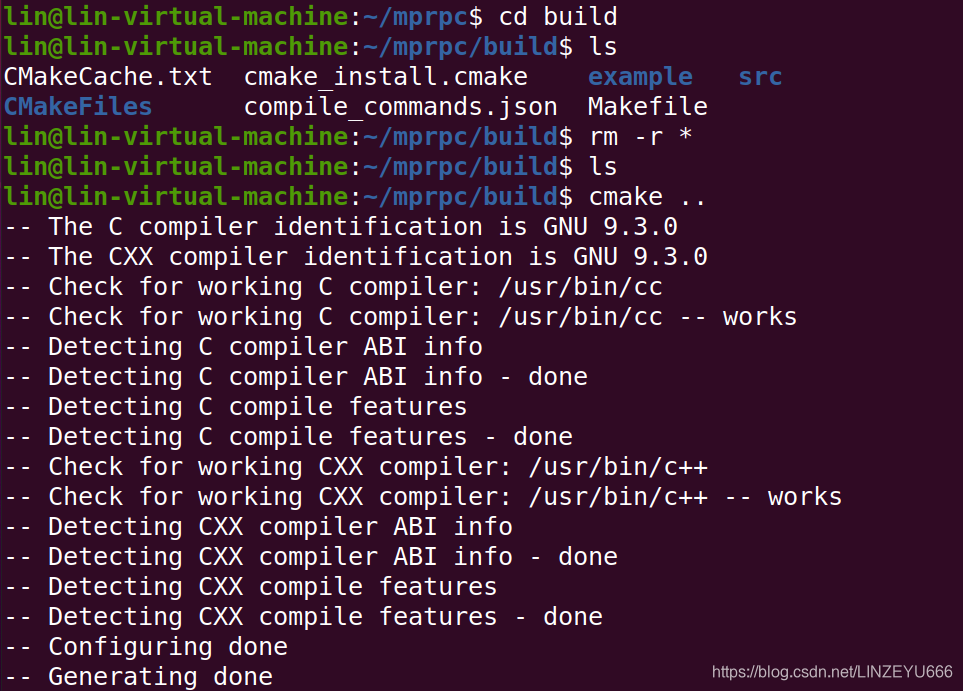 lin@lin-virtual-machine:~/mprpc$ cd build
lin@lin-virtual-machine:~/mprpc/build$ ls
CMakeCache.txt  cmake_install.cmake    example   src
CMakeFiles      compile_commands.json  Makefile
lin@lin-virtual-machine:~/mprpc/build$ rm -r *
lin@lin-virtual-machine:~/mprpc/build$ ls
lin@lin-virtual-machine:~/mprpc/build$ cmake ..
-- The C compiler identification is GNU 9.3.0
-- The CXX compiler identification is GNU 9.3.0
-- Check for working C compiler: /usr/bin/cc
-- Check for working C compiler: /usr/bin/cc -- works
-- Detecting C compiler ABI info
-- Detecting C compiler ABI info - done
-- Detecting C compile features
-- Detecting C compile features - done
-- Check for working CXX compiler: /usr/bin/c++
-- Check for working CXX compiler: /usr/bin/c++ -- works
-- Detecting CXX compiler ABI info
-- Detecting CXX compiler ABI info - done
-- Detecting CXX compile features
-- Detecting CXX compile features - done
-- Configuring done
-- Generating done
https://blog.csdn.net/LINZEYU666